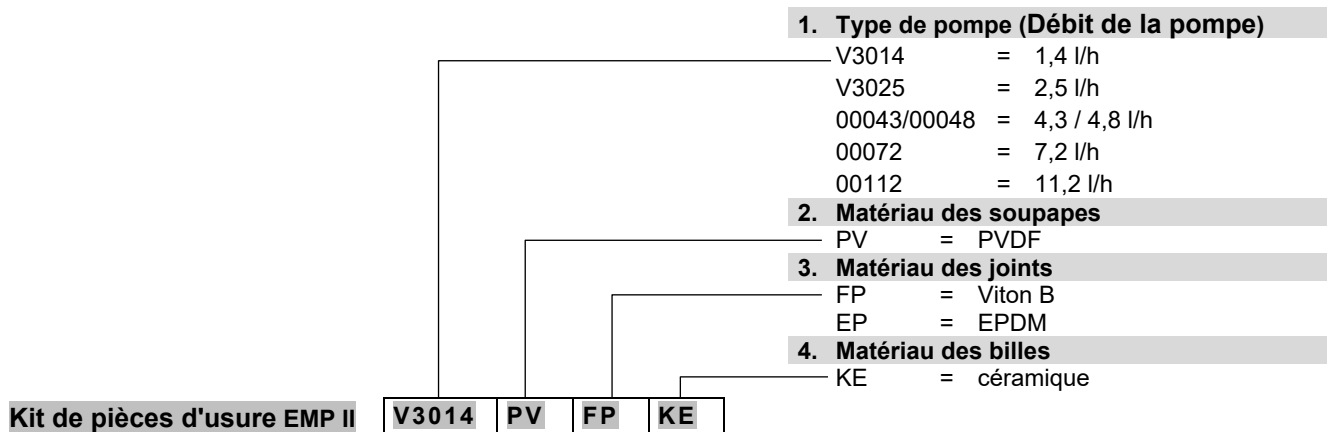 1. Type de pompe (Débit de la pompe)
V3014 = 1,4 l/h
V3025 = 2,5 l/h
00043/00048 = 4,3 / 4,8 l/h
00072 = 7,2 l/h
00112 = 11,2 l/h
2. Matériau des soupapes
PV = PVDF
3. Matériau des joints
FP = Viton B
EP = EPDM
4. Matériau des billes
KE = céramique
Kit de pièces d'usure EMP II V3014 PV FP KE